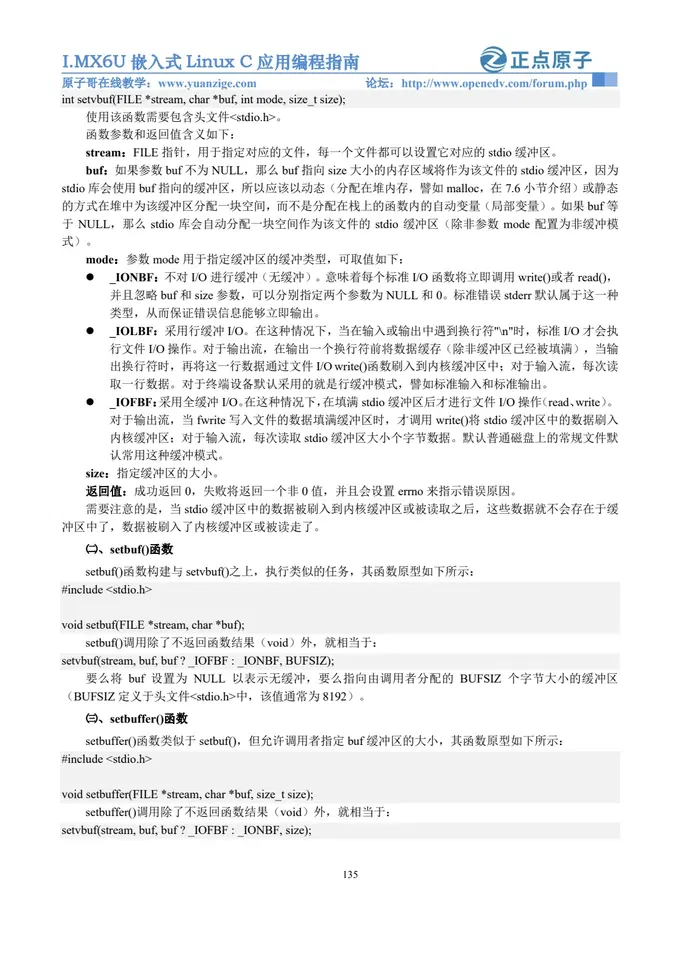 I.MX6U 嵌入式 Linux C 应用编程指南
正点原子
原子哥在线教学：www.yuanzige.com 论坛：http://www.openedv.com/forum.php
int setvbuf(FILE *stream, char *buf, int mode, size_t size);
使用该函数需要包含头文件<stdio.h>。
函数参数和返回值含义如下：
stream：FILE 指针，用于指定对应的文件，每一个文件都可以设置它对应的 stdio 缓冲区。
buf：如果参数 buf 不为 NULL，那么 buf 指向 size 大小的内存区域将作为该文件的 stdio 缓冲区，因为
stdio 库会使用 buf 指向的缓冲区，所以应该以动态（分配在堆内存，譬如 malloc，在 7.6 小节介绍）或静态
的方式在堆中为该缓冲区分配一块空间，而不是分配在栈上的函数内的自动变量（局部变量）。如果 buf 等
于 NULL，那么 stdio 库会自动分配一块空间作为该文件的 stdio 缓冲区（除非参数 mode 配置为非缓冲模
式）。
mode：参数 mode 用于指定缓冲区的缓冲类型，可取值如下：
● _IONBF：不对 I/O 进行缓冲（无缓冲）。意味着每个标准 I/O 函数将立即调用 write()或者 read()，
并且忽略 buf 和 size 参数，可以分别指定两个参数为 NULL 和 0。标准错误 stderr 默认属于这一种
类型，从而保证错误信息能够立即输出。
● _IOLBF：采用行缓冲 I/O。在这种情况下，当在输入或输出中遇到换行符"\n"时，标准 I/O 才会执
行文件 I/O 操作。对于输出流，在输出一个换行符前将数据缓存（除非缓冲区已经被填满），当输
出换行符时，再将这一行数据通过文件 I/O write()函数刷入到内核缓冲区中；对于输入流，每次读
取一行数据。对于终端设备默认采用的就是行缓冲模式，譬如标准输入和标准输出。
● _IOFBF：采用全缓冲 I/O。在这种情况下，在填满 stdio 缓冲区后才进行文件 I/O 操作（read、write）。
对于输出流，当 fwrite 写入文件的数据填满缓冲区时，才调用 write()将 stdio 缓冲区中的数据刷入
内核缓冲区；对于输入流，每次读取 stdio 缓冲区大小个字节数据。默认普通磁盘上的常规文件默
认常用这种缓冲模式。
size：指定缓冲区的大小。
返回值：成功返回 0，失败将返回一个非 0 值，并且会设置 errno 来指示错误原因。
需要注意的是，当 stdio 缓冲区中的数据被刷入到内核缓冲区或被读取之后，这些数据就不会存在于缓
冲区中了，数据被刷入了内核缓冲区或被读走了。
㈡、setbuf()函数
setbuf()函数构建与 setvbuf()之上，执行类似的任务，其函数原型如下所示：
#include <stdio.h>
void setbuf(FILE *stream, char *buf);
setbuf()调用除了不返回函数结果（void）外，就相当于：
setvbuf(stream, buf, buf ? _IOFBF : _IONBF, BUFSIZ);
要么将 buf 设置为 NULL 以表示无缓冲，要么指向由调用者分配的 BUFSIZ 个字节大小的缓冲区
（BUFSIZ 定义于头文件<stdio.h>中，该值通常为 8192）。
㈢、setbuffer()函数
setbuffer()函数类似于 setbuf()，但允许调用者指定 buf 缓冲区的大小，其函数原型如下所示：
#include <stdio.h>
void setbuffer(FILE *stream, char *buf, size_t size);
setbuffer()调用除了不返回函数结果（void）外，就相当于：
setvbuf(stream, buf, buf ? _IOFBF : _IONBF, size);
135